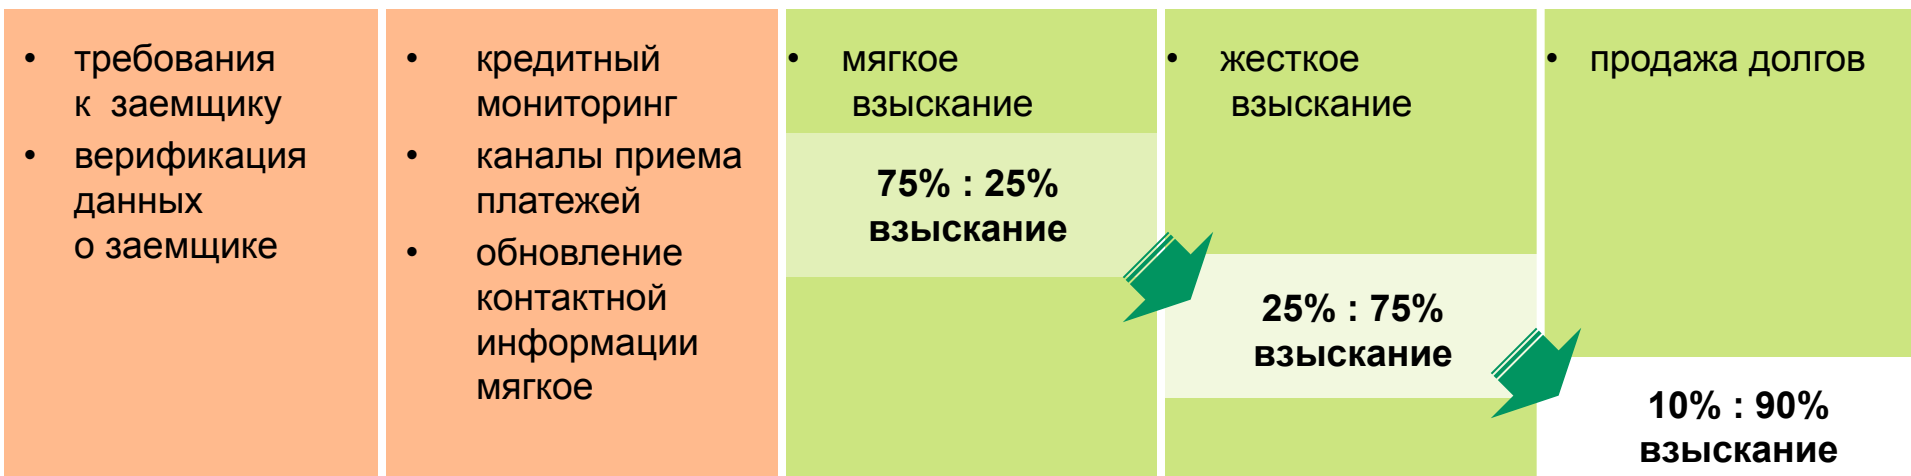 • требования
к заемщику
• верификация
данных
о заемщике
• кредитный
мониторинг
• каналы приема
платежей
• обновление
контактной
информации
мягкое
• мягкое
взыскание
75% : 25%
взыскание
• жесткое
взыскание
25% : 75%
взыскание
• продажа долгов
10% : 90%
взыскание